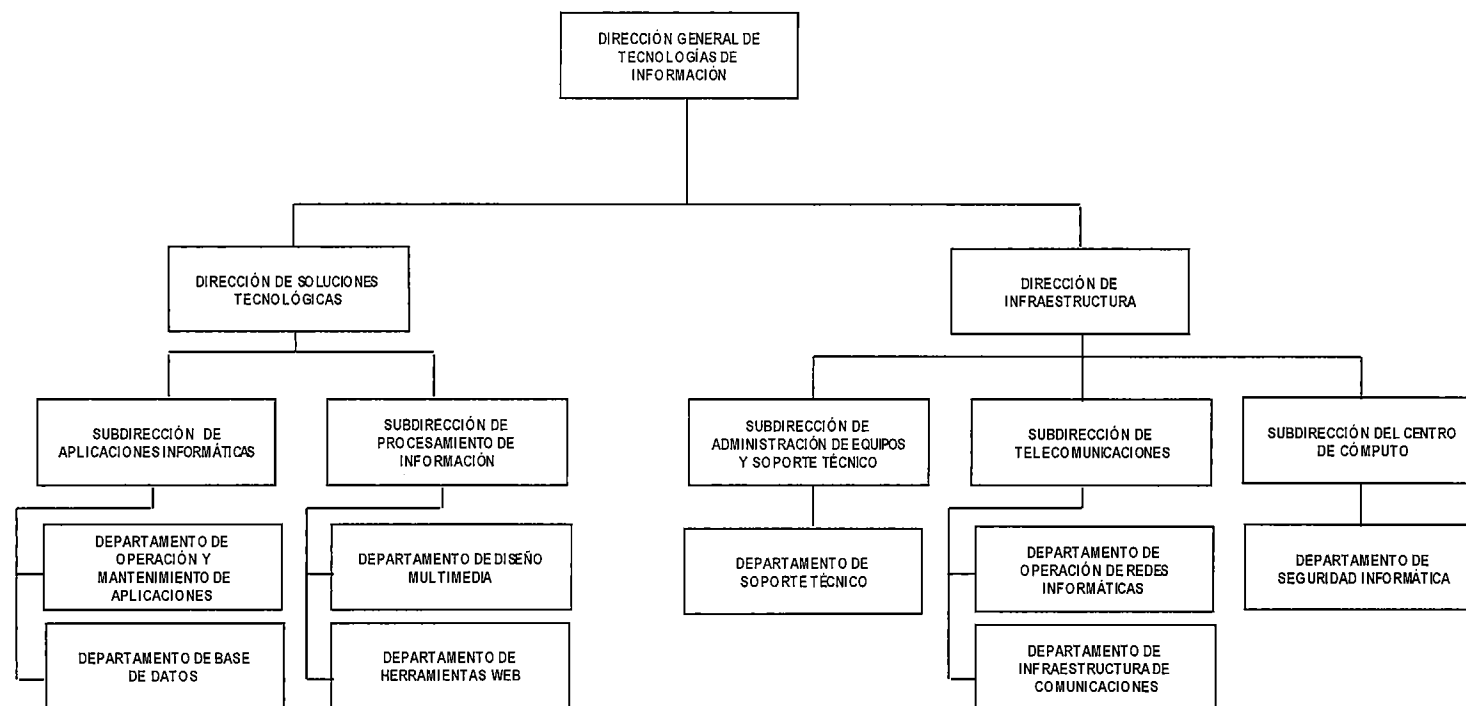 DIRECCIÓN GENERAL DE
TECNOLOGÍAS DE
INFORMACIÓN
DIRECCIÓN DE SOLUCIONES
TECNOLÓGICAS
DIRECCIÓN DE
INFRAESTRUCTURA
SUBDIRECCIÓN DE
APLICACIONES INFORMÁTICAS
SUBDIRECCIÓN DE
PROCESAMIENTO DE
INFORMACIÓN
SUBDIRECCIÓN DE
ADMINISTRACIÓN DE EQUIPOS
Y SOPORTE TÉCNICO
SUBDIRECCIÓN DE
TELECOMUNICACIONES
SUBDIRECCIÓN DEL CENTRO
DE CÓMPUTO
DEPARTAMENTO DE
OPERACIÓN Y
MANTENIMIENTO DE
APLICACIONES
DEPARTAMENTO DE DISEÑO
MULTIMEDIA
DEPARTAMENTO DE
SOPORTE TÉCNICO
DEPARTAMENTO DE
OPERACIÓN DE REDES
INFORMÁTICAS
DEPARTAMENTO DE
SEGURIDAD INFORMÁTICA
DEPARTAMENTO DE BASE
DE DATOS
DEPARTAMENTO DE
HERRAMIENTAS WEB
DEPARTAMENTO DE
INFRAESTRUCTURA DE
COMUNICACIONES